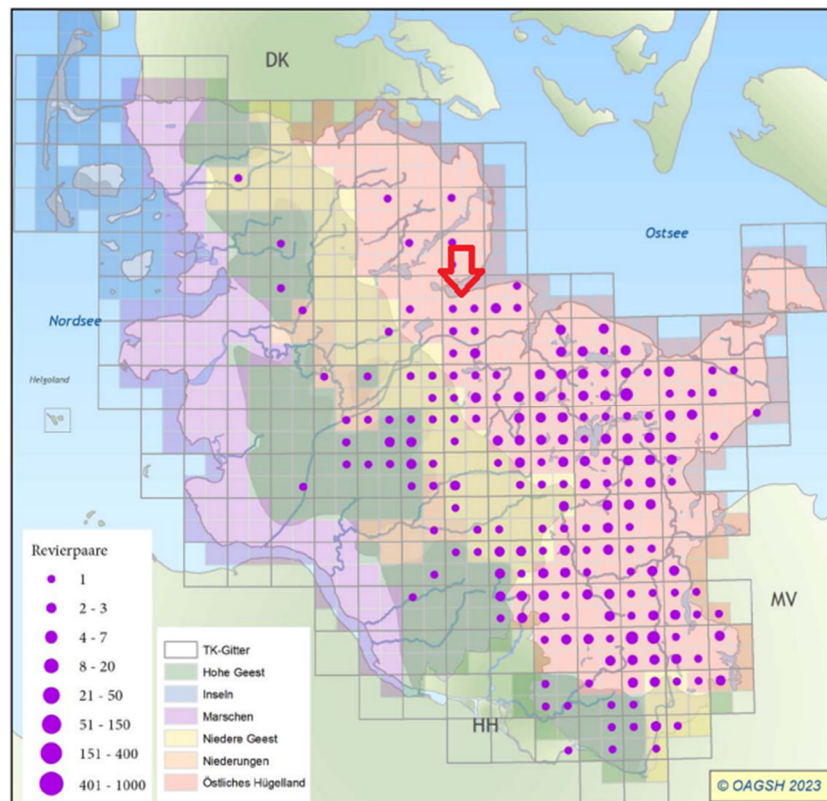 DK
Ostsee
Nordsee
Helgoland
MV
HH
Revierpaare
1
2 - 3
4 - 7
8 - 20
21 - 50
51 - 150
151 - 400
401 - 1000
TK-Gitter
Hohe Geest
Inseln
Marschen
Niedere Geest
Niederungen
Östliches Hügelland
© OAGSH 2023